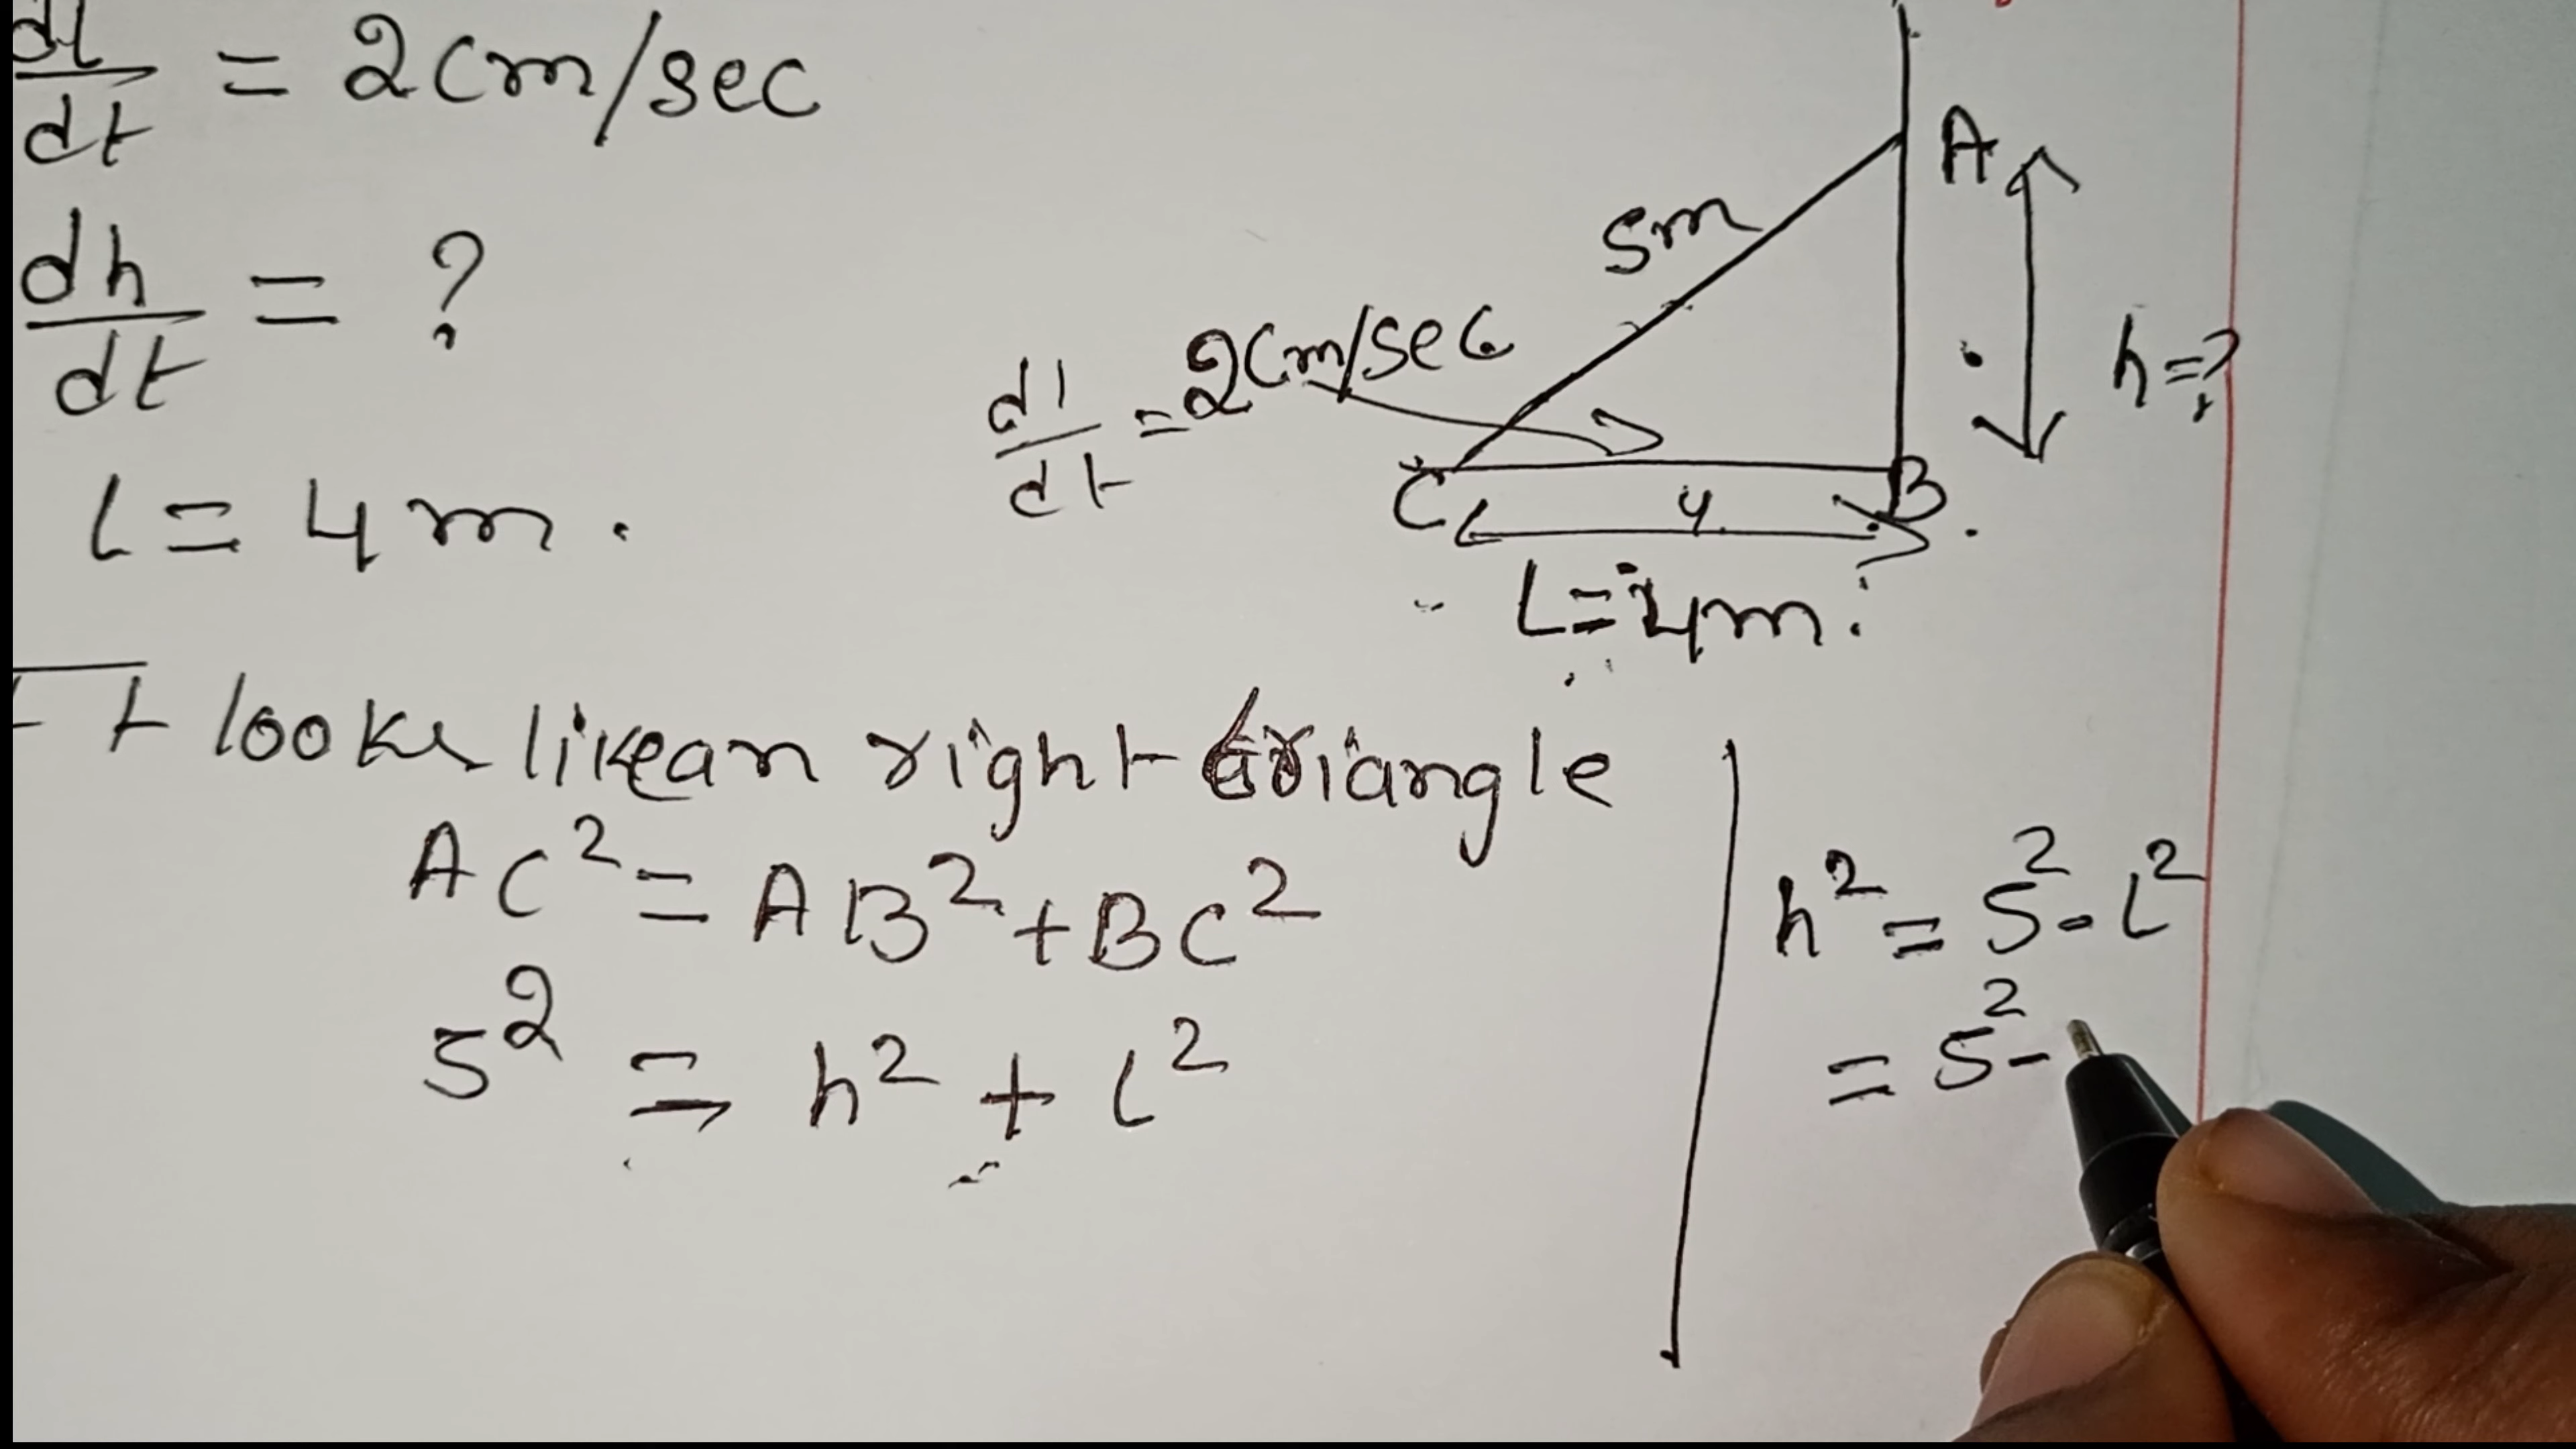 dl/dt = 2cm/sec
dh/dt = ?
L = 4m.
A
5m
dl/dt = 2cm/sec
h=?
C
B
4
L=4m.
It looks like an right triangle
AC² = AB² + BC²
5² = h² + l²
h² = 5² - l²
= 5² -